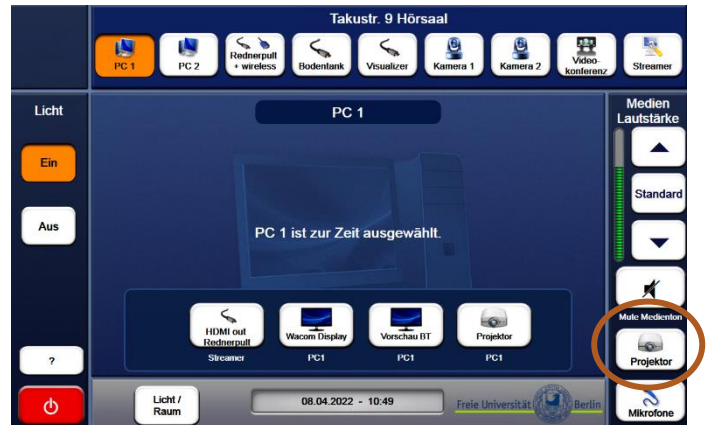 Takustr. 9 Hörsaal
PC 1
PC 2
Rednerpult
+ wireless
Bodentank
Visualizer
Kamera 1
Kamera 2
Video-
konferenz
Streamer
Licht
Ein
Aus
?
PC 1
PC 1 ist zur Zeit ausgewählt.
HDMI out
Rednerpult
Streamer
Wacom Display
PC1
Vorschau BT
PC1
Projektor
PC1
Medien
Lautstärke
Standard
Mute Medienton
Projektor
Mikrofone
Licht /
Raum
08.04.2022 - 10:49
Freie Universität Berlin